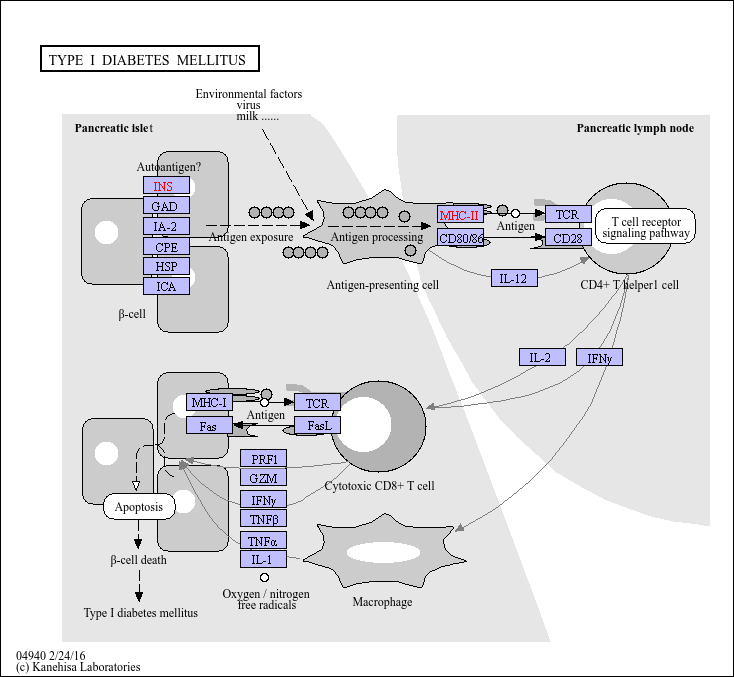 TYPE I DIABETES MELLITUS
Environmental factors
virus
milk ......
Pancreatic islet
Pancreatic lymph node
Autoantigen?
INS
GAD
IA-2
CPE
HSP
ICA
β-cell
Antigen exposure
Antigen processing
Antigen-presenting cell
MHC-II
CD80/86
Antigen
TCR
CD28
T cell receptor
signaling pathway
IL-12
CD4+ T helper1 cell
IL-2
IFNγ
MHC-I
Fas
Antigen
TCR
FasL
PRF1
GZM
IFNγ
TNFβ
TNFα
IL-1
Cytotoxic CD8+ T cell
Apoptosis
β-cell death
Type I diabetes mellitus
Oxygen / nitrogen
free radicals
Macrophage
04940 2/24/16
(c) Kanehisa Laboratories